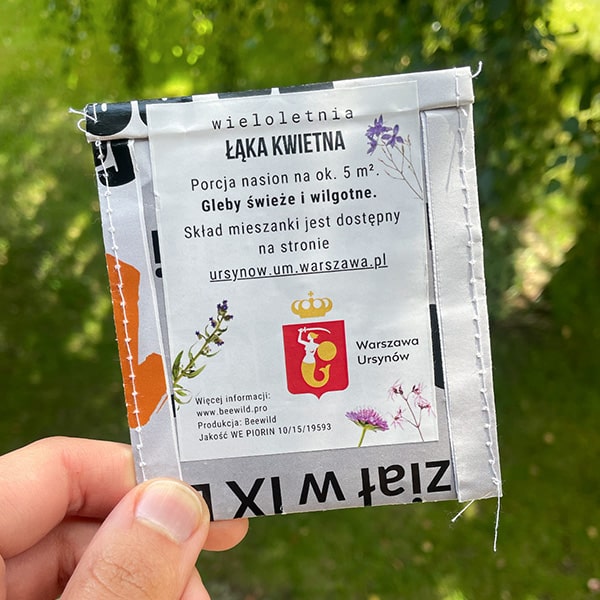 wieloletnia
ŁĄKA KWIETNA
Porcja nasion na ok. 5 m².
Gleby świeże i wilgotne.
Skład mieszanki jest dostępny
na stronie
ursynow.um.warszawa.pl
Warszawa
Ursynów
Więcej informacji:
www.beewild.pro
Produkcja: Beewild
Jakość WE PIORIN 10/15/19593
ział w IX